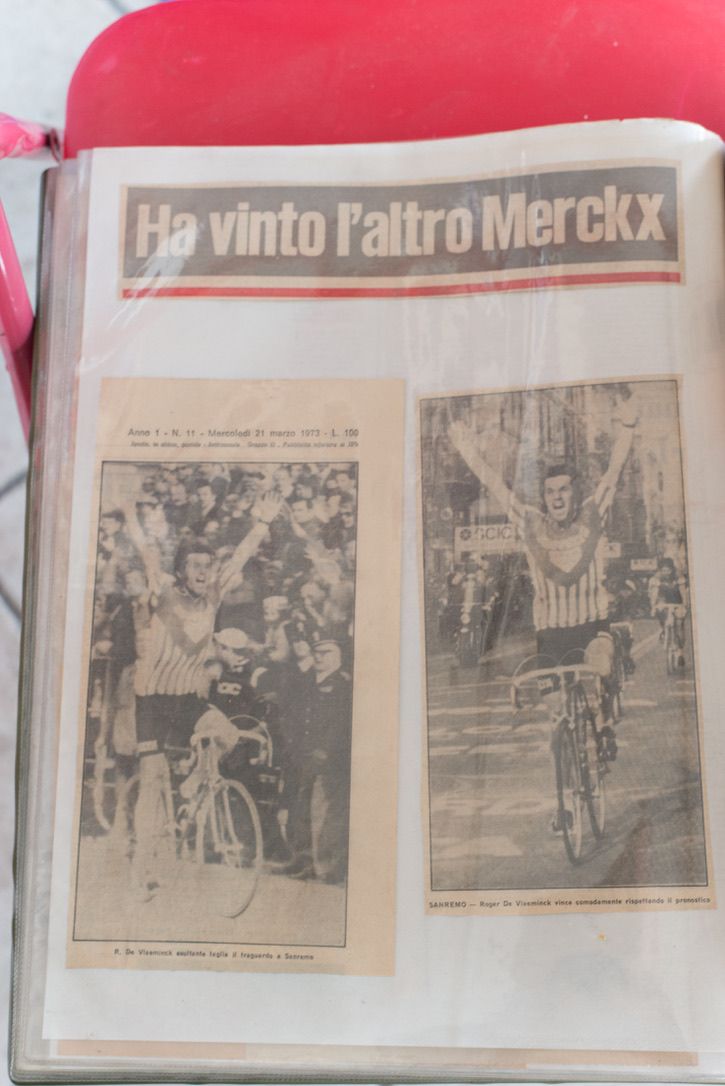 Ha vinto l'altro Merckx
Anno 1 - N. 11 - Mercoledì 21 marzo 1973 - L. 100
SCIC
R. De Vlaeminck esultante taglia il traguardo a Sanremo
SANREMO — Roger De Vlaeminck vince comodamente rispettando il pronostico